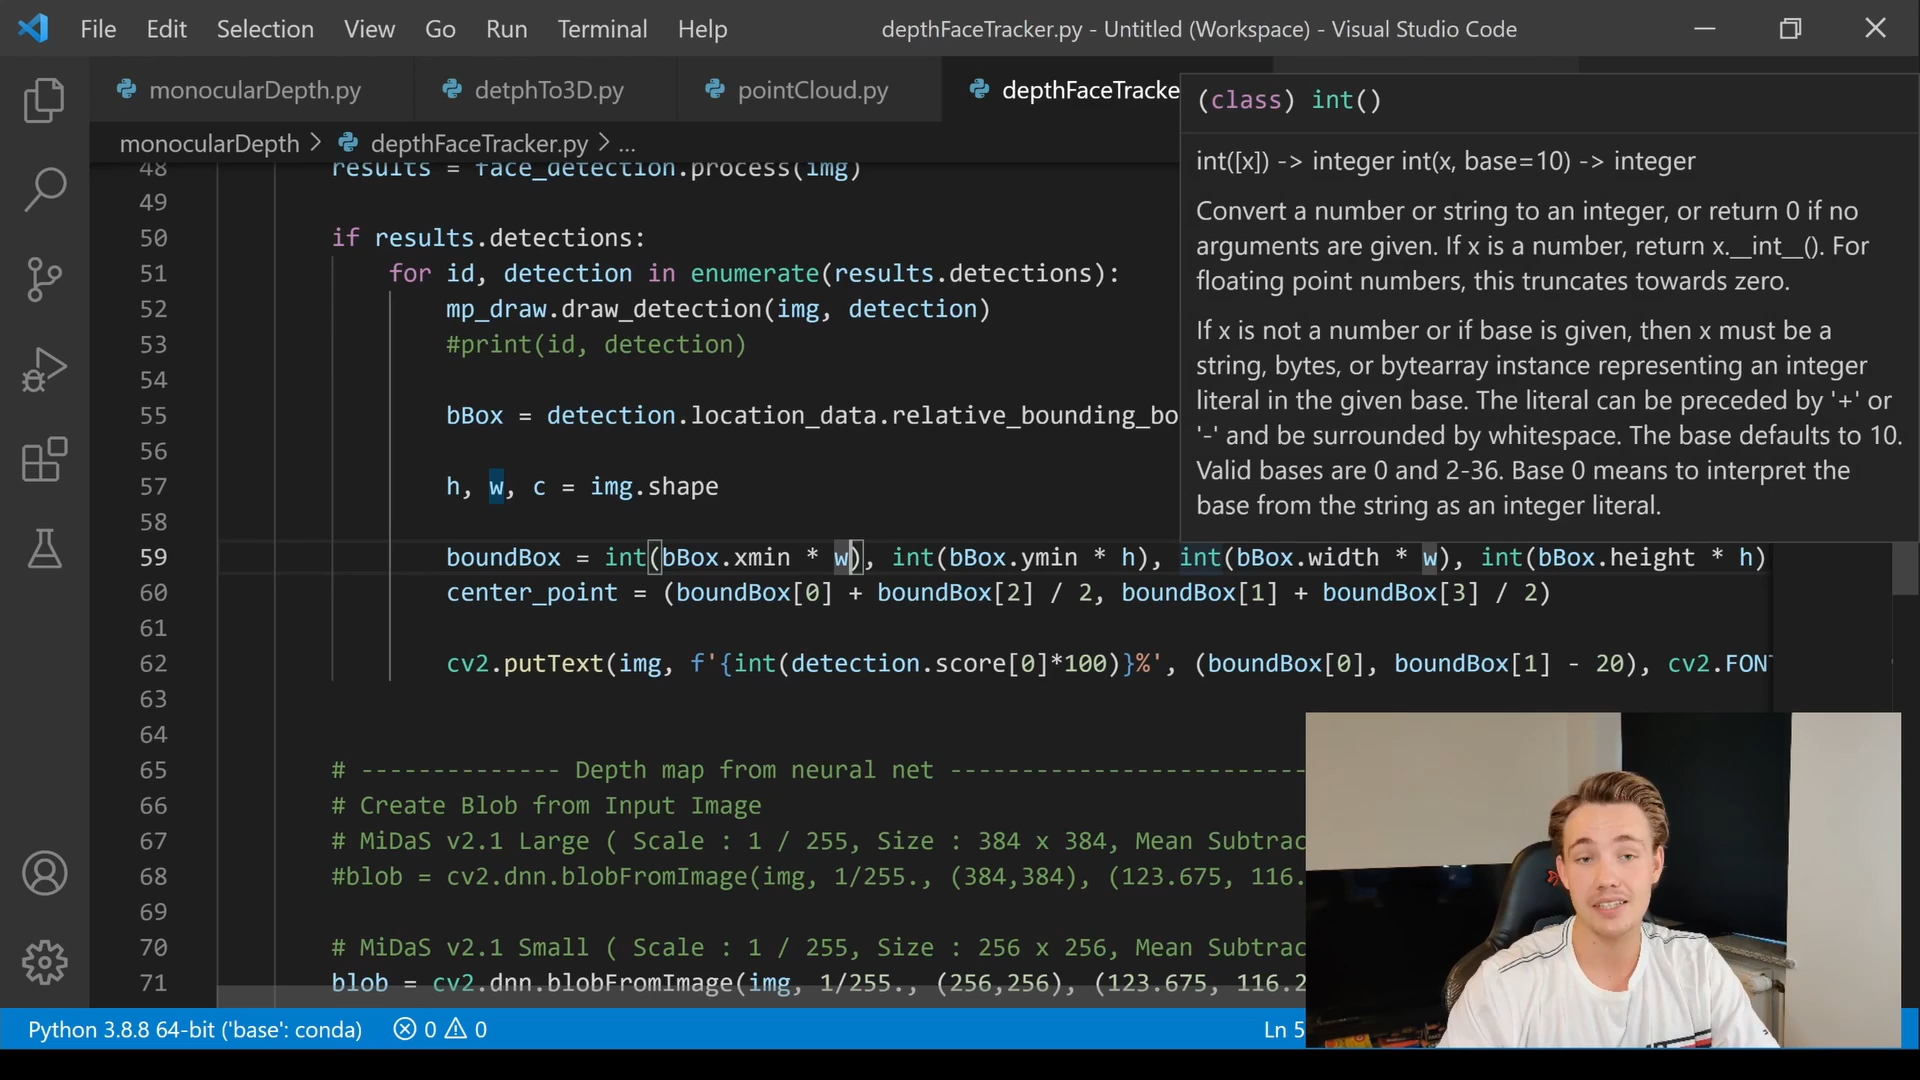 File Edit Selection View Go Run Terminal Help depthFaceTracker.py - Untitled (Workspace) - Visual Studio Code
monocularDepth.py detphTo3D.py pointCloud.py depthFaceTracke
monocularDepth > depthFaceTracker.py > ...
(class) int()
int([x]) -> integer int(x, base=10) -> integer
Convert a number or string to an integer, or return 0 if no
arguments are given. If x is a number, return x.__int__(). For
floating point numbers, this truncates towards zero.
If x is not a number or if base is given, then x must be a
string, bytes, or bytearray instance representing an integer
literal in the given base. The literal can be preceded by '+' or
'-' and be surrounded by whitespace. The base defaults to 10.
Valid bases are 0 and 2-36. Base 0 means to interpret the
base from the string as an integer literal.
48 results = face_detection.process(img)
49
50 if results.detections:
51 for id, detection in enumerate(results.detections):
52 mp_draw.draw_detection(img, detection)
53 #print(id, detection)
54
55 bBox = detection.location_data.relative_bounding_bo
56
57 h, w, c = img.shape
58
59 boundBox = int(bBox.xmin * w), int(bBox.ymin * h), int(bBox.width * w), int(bBox.height * h)
60 center_point = (boundBox[0] + boundBox[2] / 2, boundBox[1] + boundBox[3] / 2)
61
62 cv2.putText(img, f'{int(detection.score[0]*100)}%', (boundBox[0], boundBox[1] - 20), cv2.FONT
63
64
65 # -------------- Depth map from neural net -------------------------
66 # Create Blob from Input Image
67 # MiDaS v2.1 Large ( Scale : 1 / 255, Size : 384 x 384, Mean Subtrac
68 #blob = cv2.dnn.blobFromImage(img, 1/255., (384,384), (123.675, 116.
69
70 # MiDaS v2.1 Small ( Scale : 1 / 255, Size : 256 x 256, Mean Subtrac
71 blob = cv2.dnn.blobFromImage(img, 1/255., (256,256), (123.675, 116.2
Python 3.8.8 64-bit ('base': conda) 0 0 Ln 5